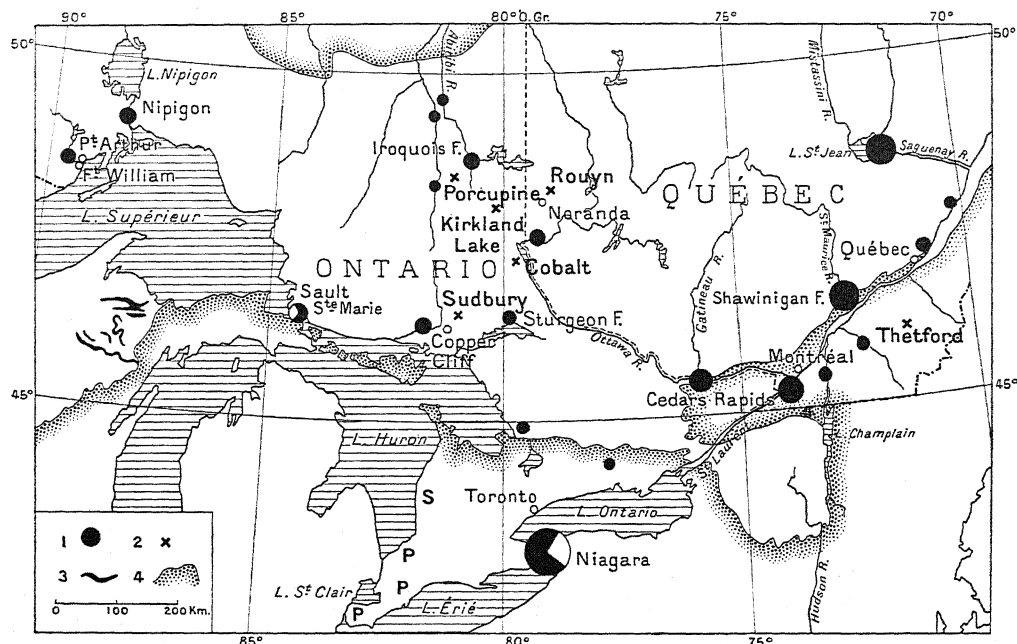 90° 85° 80° O.Gr. 75° 70°
50° 50°
L. Nipigon
Abitibi R.
Mistassini R.
Nipigon
Pt Arthur
Ft William
Iroquois F.
L. St Jean
Saguenay R.
Porcupine
Rouyn
QUÉBEC
Noranda
Kirkland
Lake
L. Supérieur
St Maurice R.
Québec
ONTARIO
Cobalt
Gatineau R.
Sault
Ste Marie
Sudbury
Shawinigan F.
Sturgeon F.
Thetford
Copper
Cliff
Ottawa R.
Montréal
45° 45°
Cedars Rapids
L. Huron
St Laurent
Champlain
S
Toronto
L. Ontario
P
Niagara
P
L. St Clair
P
L. Érié
Hudson R.
1 2
3 4
0 100 200 Km.
85° 80° 75°